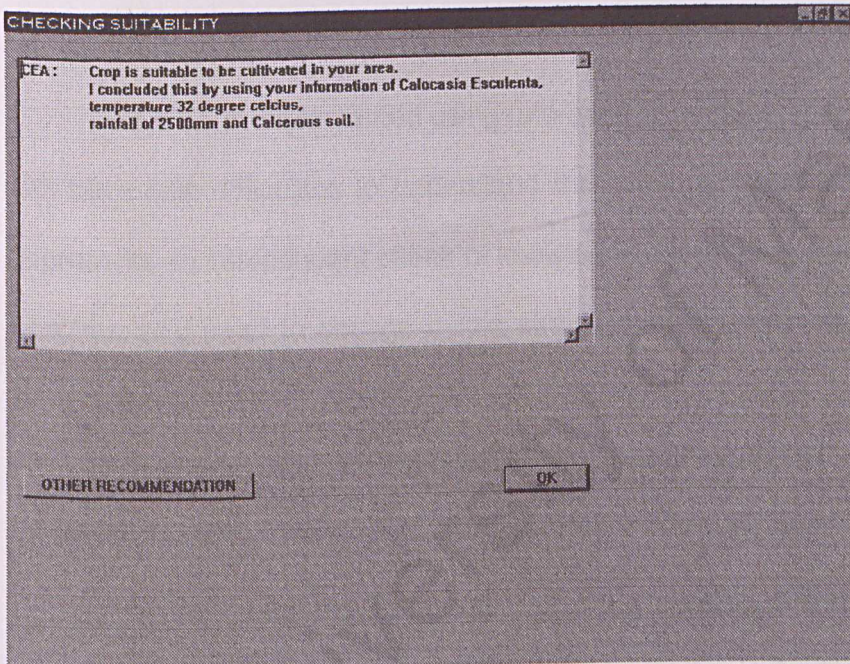 CHECKING SUITABILITY
CEA: Crop is suitable to be cultivated in your area.
I concluded this by using your information of Calocasia Esculenta,
temperature 32 degree celcius,
rainfall of 2500mm and Calcerous soil.
OTHER RECOMMENDATION
OK